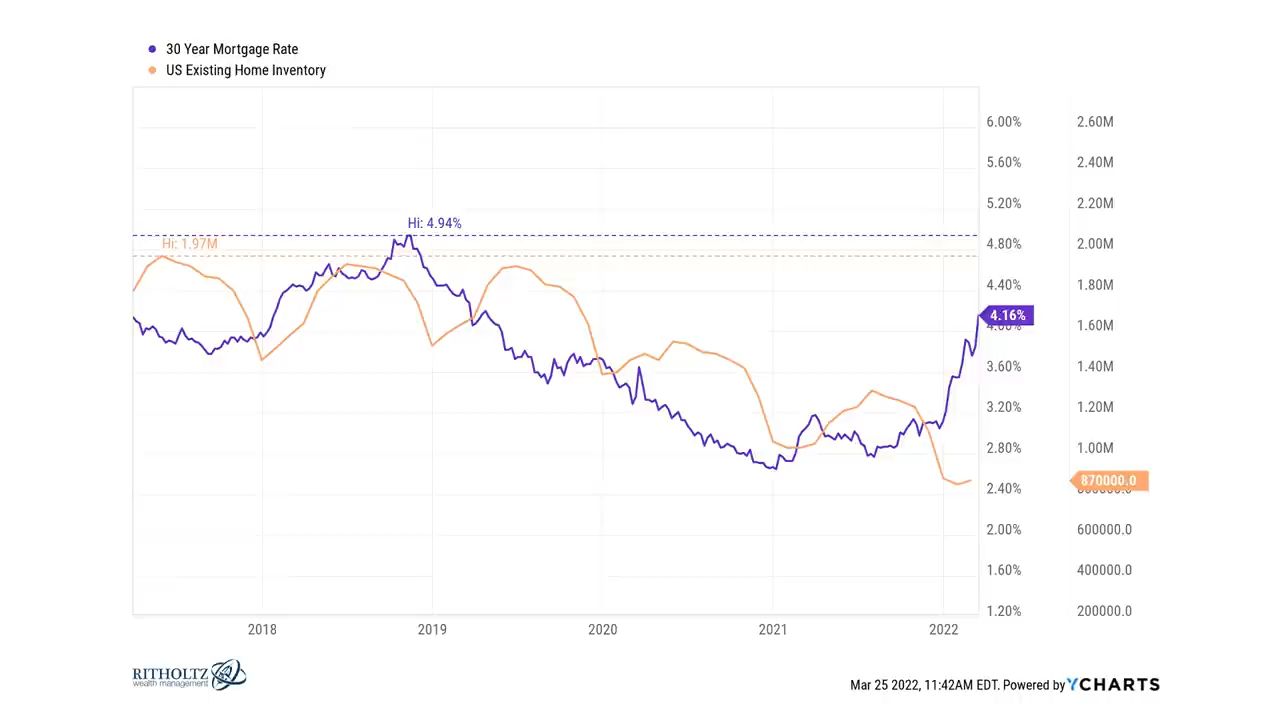 30 Year Mortgage Rate
US Existing Home Inventory
6.00% 2.60M
5.60% 2.40M
5.20% 2.20M
Hi: 4.94%
Hi: 1.97M
4.80% 2.00M
4.40% 1.80M
4.16%
4.00% 1.60M
3.60% 1.40M
3.20% 1.20M
2.80% 1.00M
870000.0
2.40% 800000.0
2.00% 600000.0
1.60% 400000.0
1.20% 200000.0
2018 2019 2020 2021 2022
RITHOLTZ
wealth management
Mar 25 2022, 11:42AM EDT. Powered by YCHARTS